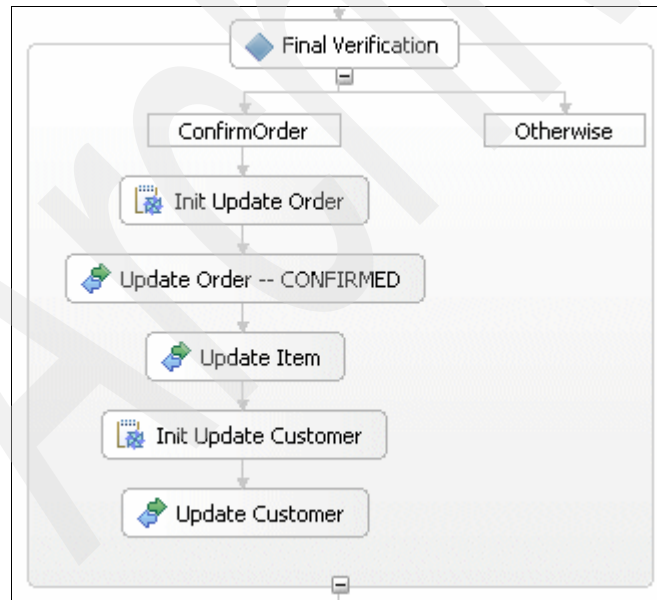 Final Verification
ConfirmOrder
Otherwise
Init Update Order
Update Order -- CONFIRMED
Update Item
Init Update Customer
Update Customer